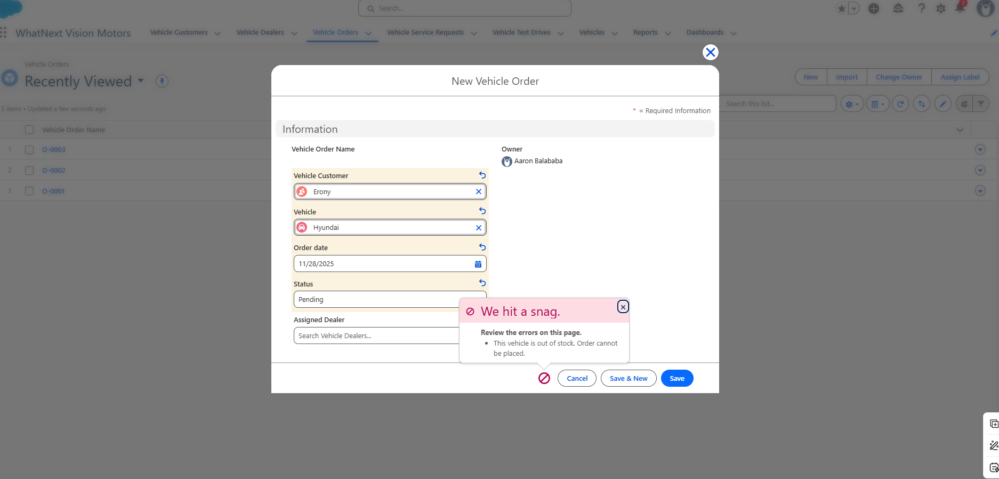 Search...
2
WhatNext Vision Motors
Vehicle Customers
Vehicle Dealers
Vehicle Orders
Vehicle Service Requests
Vehicle Test Drives
Vehicles
Reports
Dashboards
Vehicle Orders
Recently Viewed
New
Import
Change Owner
Assign Label
3 items • Updated a few seconds ago
Search this list...
Vehicle Order Name
1 O-0003
2 O-0002
3 O-0001
New Vehicle Order
* = Required Information
Information
Vehicle Order Name
Owner
Aaron Balababa
Vehicle Customer
Erony
Vehicle
Hyundai
Order date
11/28/2025
Status
Pending
Assigned Dealer
Search Vehicle Dealers...
We hit a snag.
Review the errors on this page.
• This vehicle is out of stock. Order cannot
be placed.
Cancel
Save & New
Save